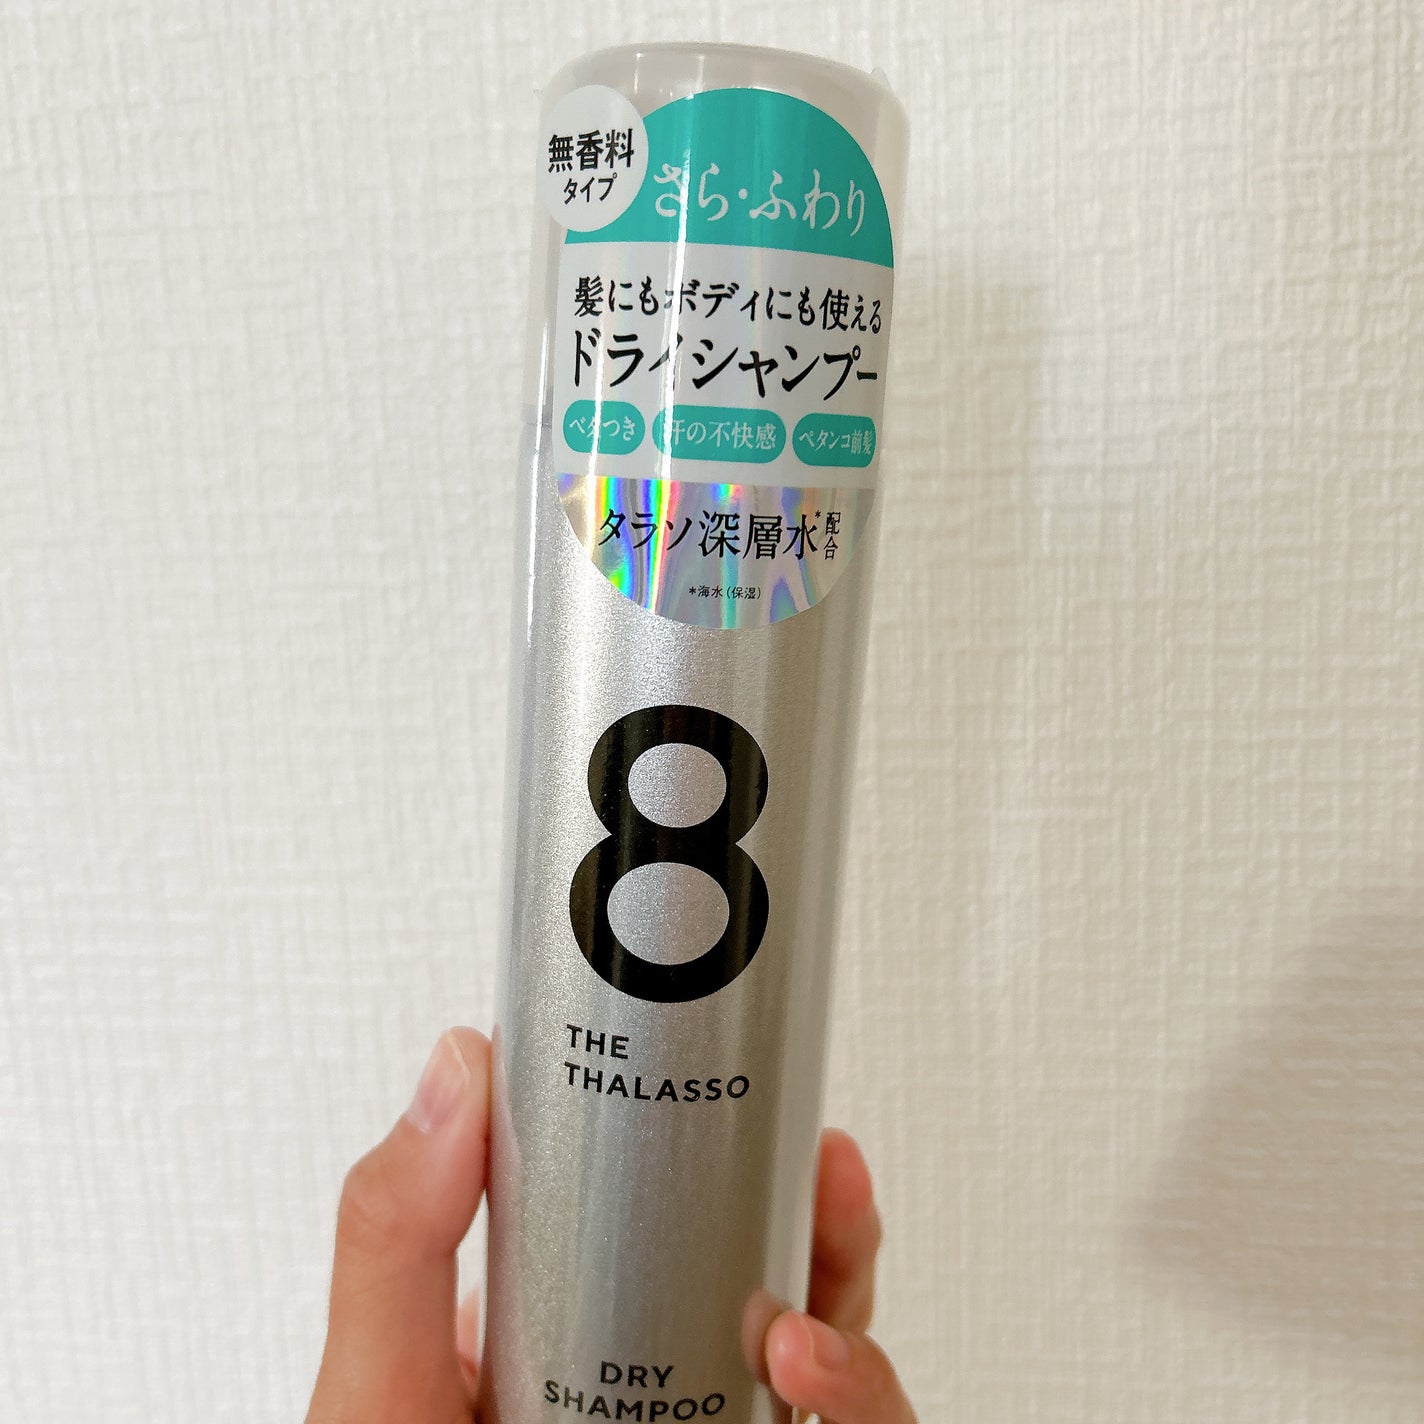 無香料
タイプ
さら・ふわり
髪にもボディにも使える
ドライシャンプー
ベタつき 汗の不快感 ペタンコ前髪
タラソ深層水*配合
*海水(保湿)
8
THE
THALASSO
DRY
SHAMPOO